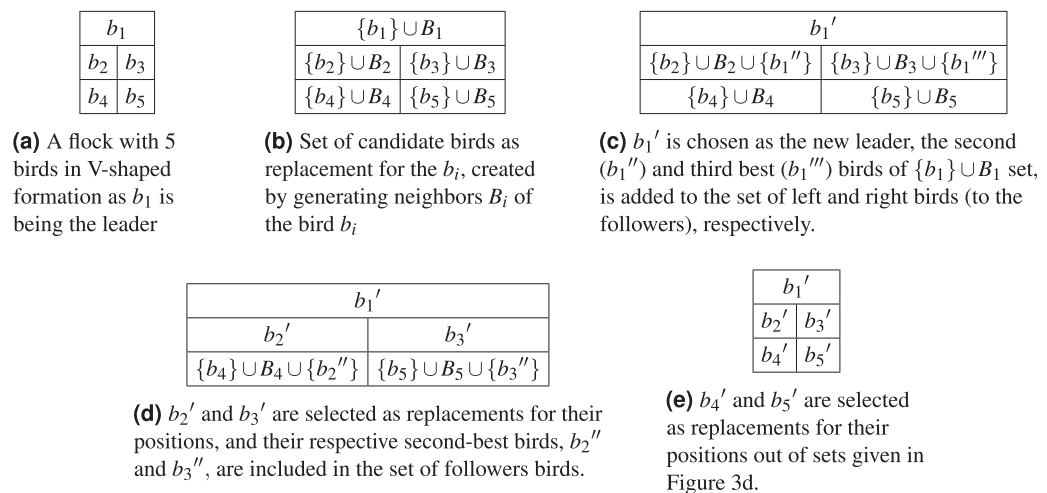 b₁
b₂ b₃
b₄ b₅
(a) A flock with 5
birds in V-shaped
formation as b₁ is
being the leader
{b₁}∪B₁
{b₂}∪B₂ {b₃}∪B₃
{b₄}∪B₄ {b₅}∪B₅
(b) Set of candidate birds as
replacement for the bᵢ, created
by generating neighbors Bᵢ of
the bird bᵢ
b₁′
{b₂}∪B₂∪{b₁′′} {b₃}∪B₃∪{b₁′′′}
{b₄}∪B₄ {b₅}∪B₅
(c) b₁′ is chosen as the new leader, the second
(b₁′′) and third best (b₁′′′) birds of {b₁}∪B₁ set,
is added to the set of left and right birds (to the
followers), respectively.
b₁′
b₂′ b₃′
{b₄}∪B₄∪{b₂′′} {b₅}∪B₅∪{b₃′′}
(d) b₂′ and b₃′ are selected as replacements for their
positions, and their respective second-best birds, b₂′′
and b₃′′, are included in the set of followers birds.
b₁′
b₂′ b₃′
b₄′ b₅′
(e) b₄′ and b₅′ are selected
as replacements for their
positions out of sets given in
Figure 3d.